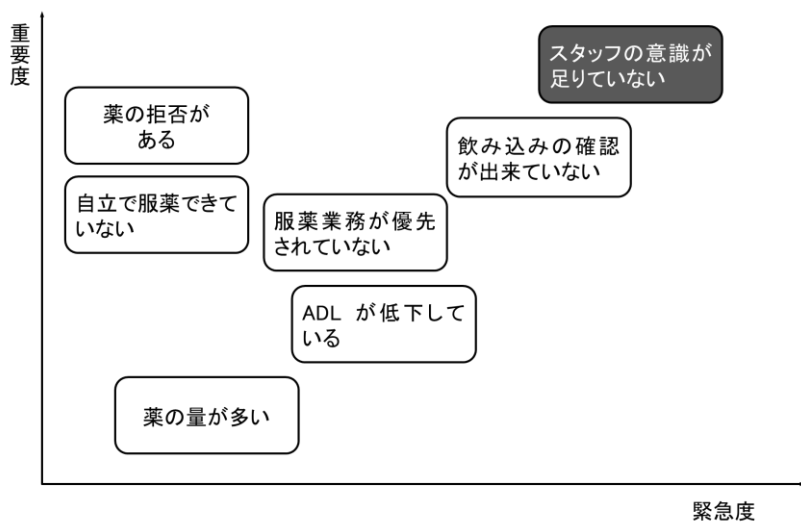 重要度
スタッフの意識が
足りていない
薬の拒否が
ある
飲み込みの確認
が出来ていない
自立で服薬できて
いない
服薬業務が優先
されていない
ADL が低下して
いる
薬の量が多い
緊急度